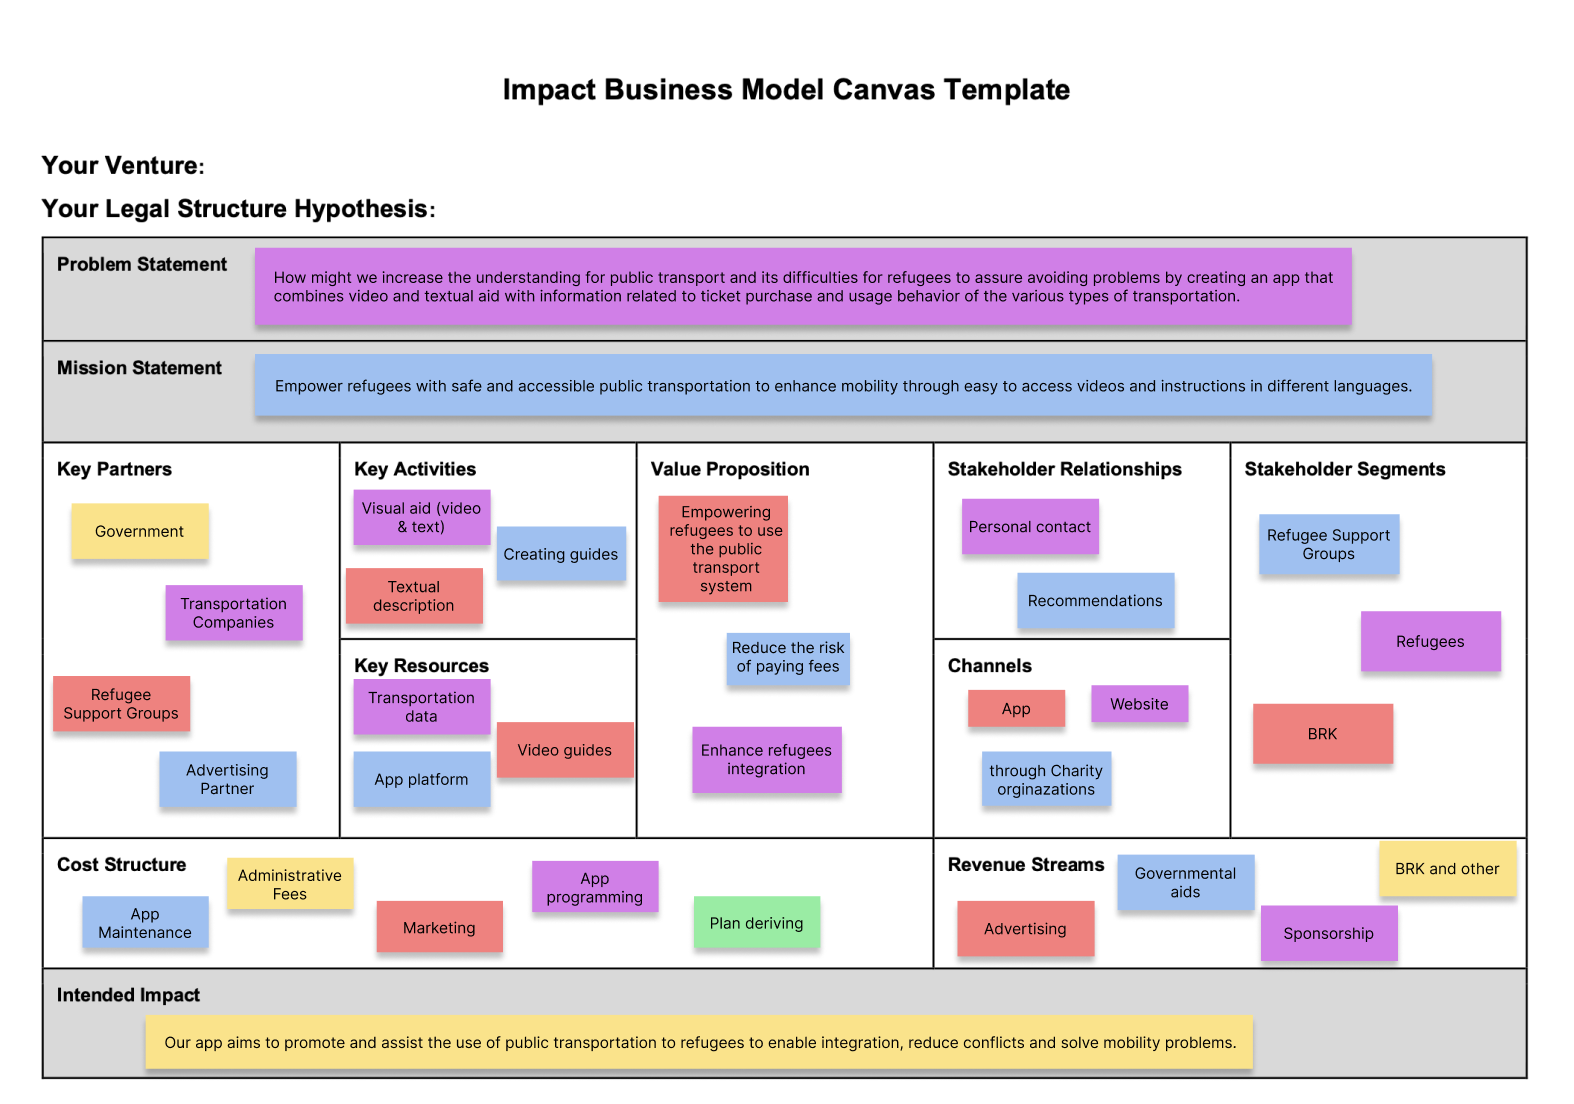 Impact Business Model Canvas Template
Your Venture:
Your Legal Structure Hypothesis:
Problem Statement
How might we increase the understanding for public transport and its difficulties for refugees to assure avoiding problems by creating an app that
combines video and textual aid with information related to ticket purchase and usage behavior of the various types of transportation.
Mission Statement
Empower refugees with safe and accessible public transportation to enhance mobility through easy to access videos and instructions in different languages.
Key Partners
Government
Transportation
Companies
Refugee
Support Groups
Advertising
Partner
Key Activities
Visual aid (video
& text)
Creating guides
Textual
description
Key Resources
Transportation
data
Video guides
App platform
Value Proposition
Empowering
refugees to use
the public
transport
system
Reduce the risk
of paying fees
Enhance refugees
integration
Stakeholder Relationships
Personal contact
Recommendations
Channels
App
Website
through Charity
orginazations
Stakeholder Segments
Refugee Support
Groups
Refugees
BRK
Cost Structure
App
Maintenance
Administrative
Fees
Marketing
App
programming
Plan deriving
Revenue Streams
Advertising
Governmental
aids
Sponsorship
BRK and other
Intended Impact
Our app aims to promote and assist the use of public transportation to refugees to enable integration, reduce conflicts and solve mobility problems.